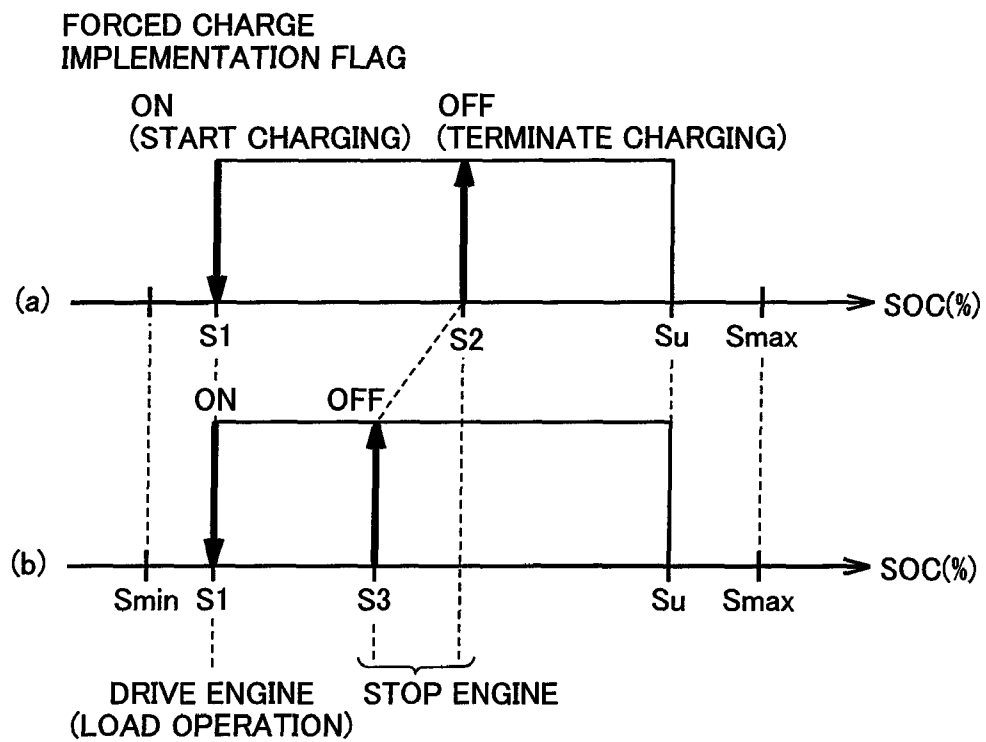 FORCED CHARGE
IMPLEMENTATION FLAG
ON OFF
(START CHARGING) (TERMINATE CHARGING)
(a) SOC(%)
S1 S2 Su Smax
ON OFF
(b) SOC(%)
Smin S1 S3 Su Smax
DRIVE ENGINE STOP ENGINE
(LOAD OPERATION)